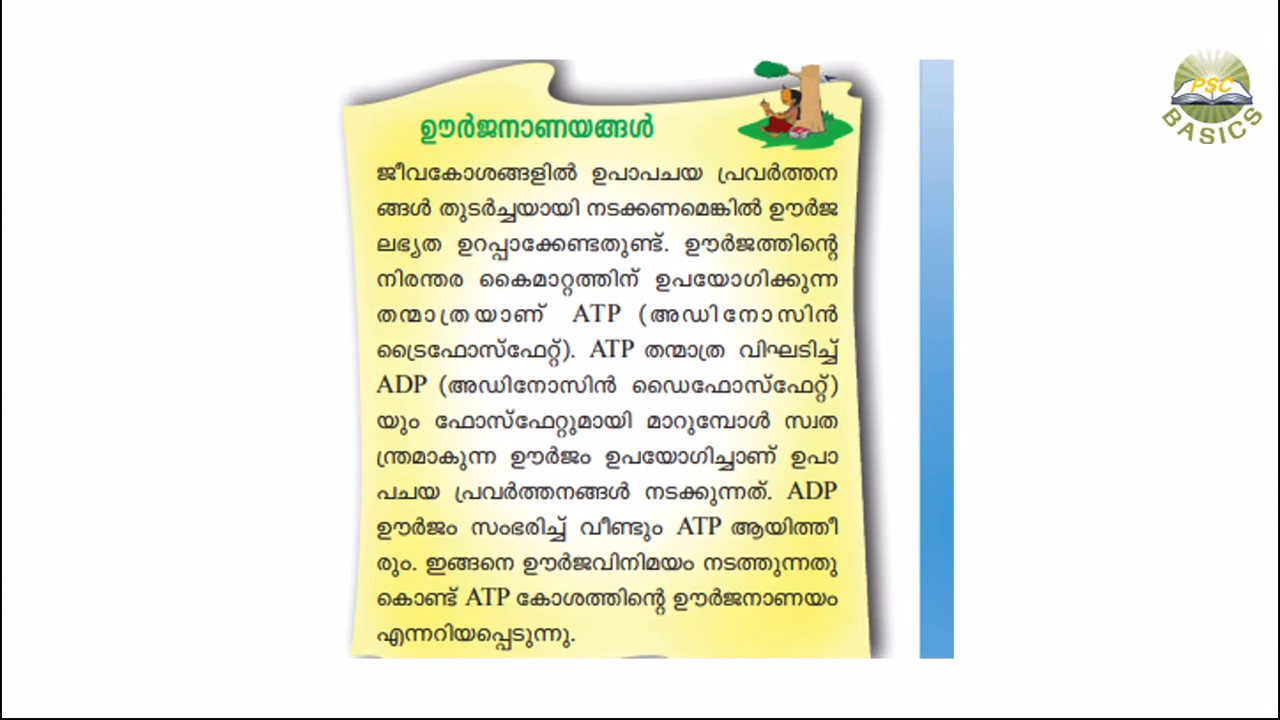 ഊർജനാണയങ്ങൾ
ജീവകോശങ്ങളിൽ ഉപാപചയ പ്രവർത്തന
ങ്ങൾ തുടർച്ചയായി നടക്കണമെങ്കിൽ ഊർജ
ലഭ്യത ഉറപ്പാക്കേണ്ടതുണ്ട്. ഊർജത്തിന്റെ
നിരന്തര കൈമാറ്റത്തിന് ഉപയോഗിക്കുന്ന
തന്മാത്രയാണ് ATP (അഡിനോസിൻ
ട്രൈഫോസ്ഫേറ്റ്). ATP തന്മാത്ര വിഘടിച്ച്
ADP (അഡിനോസിൻ ഡൈഫോസ്ഫേറ്റ്)
യും ഫോസ്ഫേറ്റുമായി മാറുമ്പോൾ സ്വത
ന്ത്രമാകുന്ന ഊർജം ഉപയോഗിച്ചാണ് ഉപാ
പചയ പ്രവർത്തനങ്ങൾ നടക്കുന്നത്. ADP
ഊർജം സംഭരിച്ച് വീണ്ടും ATP ആയിത്തീ
രും. ഇങ്ങനെ ഊർജവിനിമയം നടത്തുന്നതു
കൊണ്ട് ATP കോശത്തിന്റെ ഊർജനാണയം
എന്നറിയപ്പെടുന്നു.
PSC
BASICS